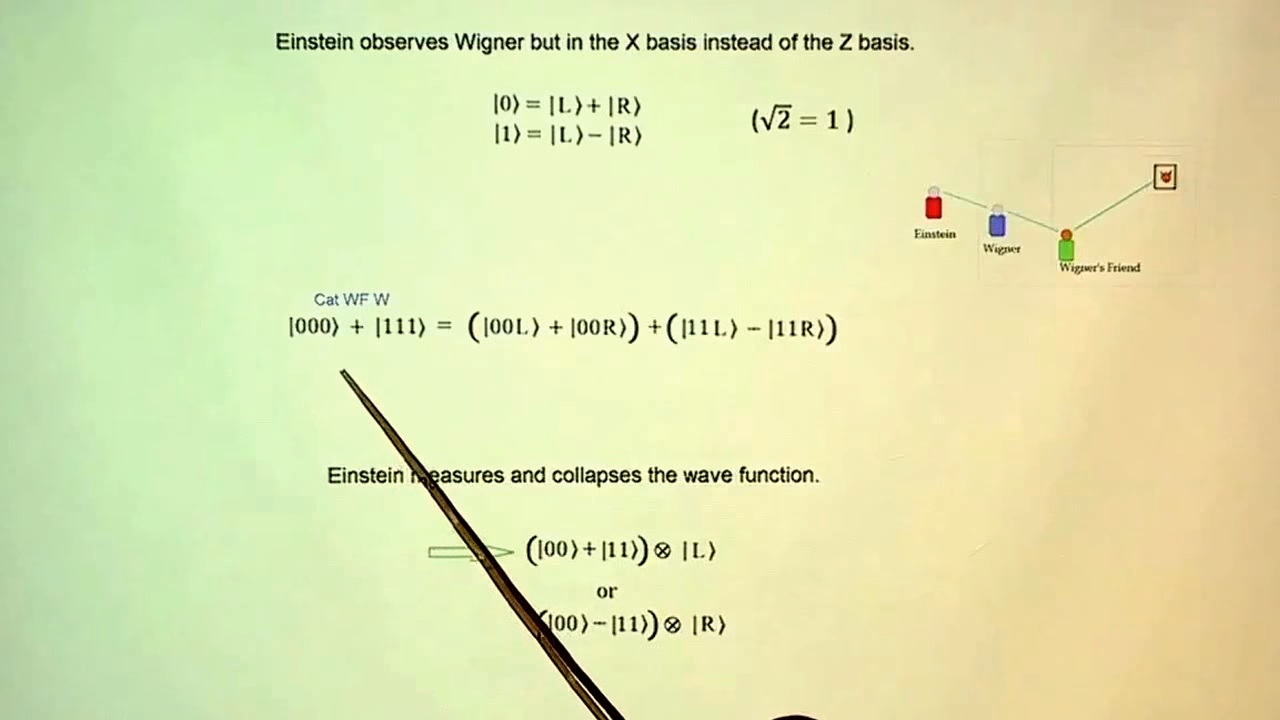 Einstein observes Wigner but in the X basis instead of the Z basis.
|0⟩ = |L⟩ + |R⟩
(√2 = 1 )
|1⟩ = |L⟩ − |R⟩
Einstein
Wigner
Wigner's Friend
Cat WF W
|000⟩ + |111⟩ = (|00L⟩ + |00R⟩) + (|11L⟩ − |11R⟩)
Einstein measures and collapses the wave function.
(|00⟩ + |11⟩) ⊗ |L⟩
or
(|00⟩ − |11⟩) ⊗ |R⟩